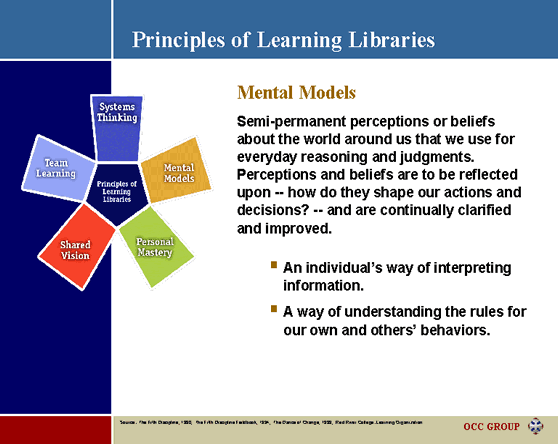 Principles of Learning Libraries
Systems
Thinking
Team
Learning
Mental
Models
Principles of
Learning
Libraries
Shared
Vision
Personal
Mastery
Mental Models
Semi-permanent perceptions or beliefs
about the world around us that we use for
everyday reasoning and judgments.
Perceptions and beliefs are to be reflected
upon -- how do they shape our actions and
decisions? -- and are continually clarified
and improved.
An individual’s way of interpreting
information.
A way of understanding the rules for
our own and others’ behaviors.
Source: The Fifth Discipline, 1990, The Fifth Discipline Fieldbook, 1994, The Dance of Change, 1999, Red River College: Learning Organization
OCC GROUP